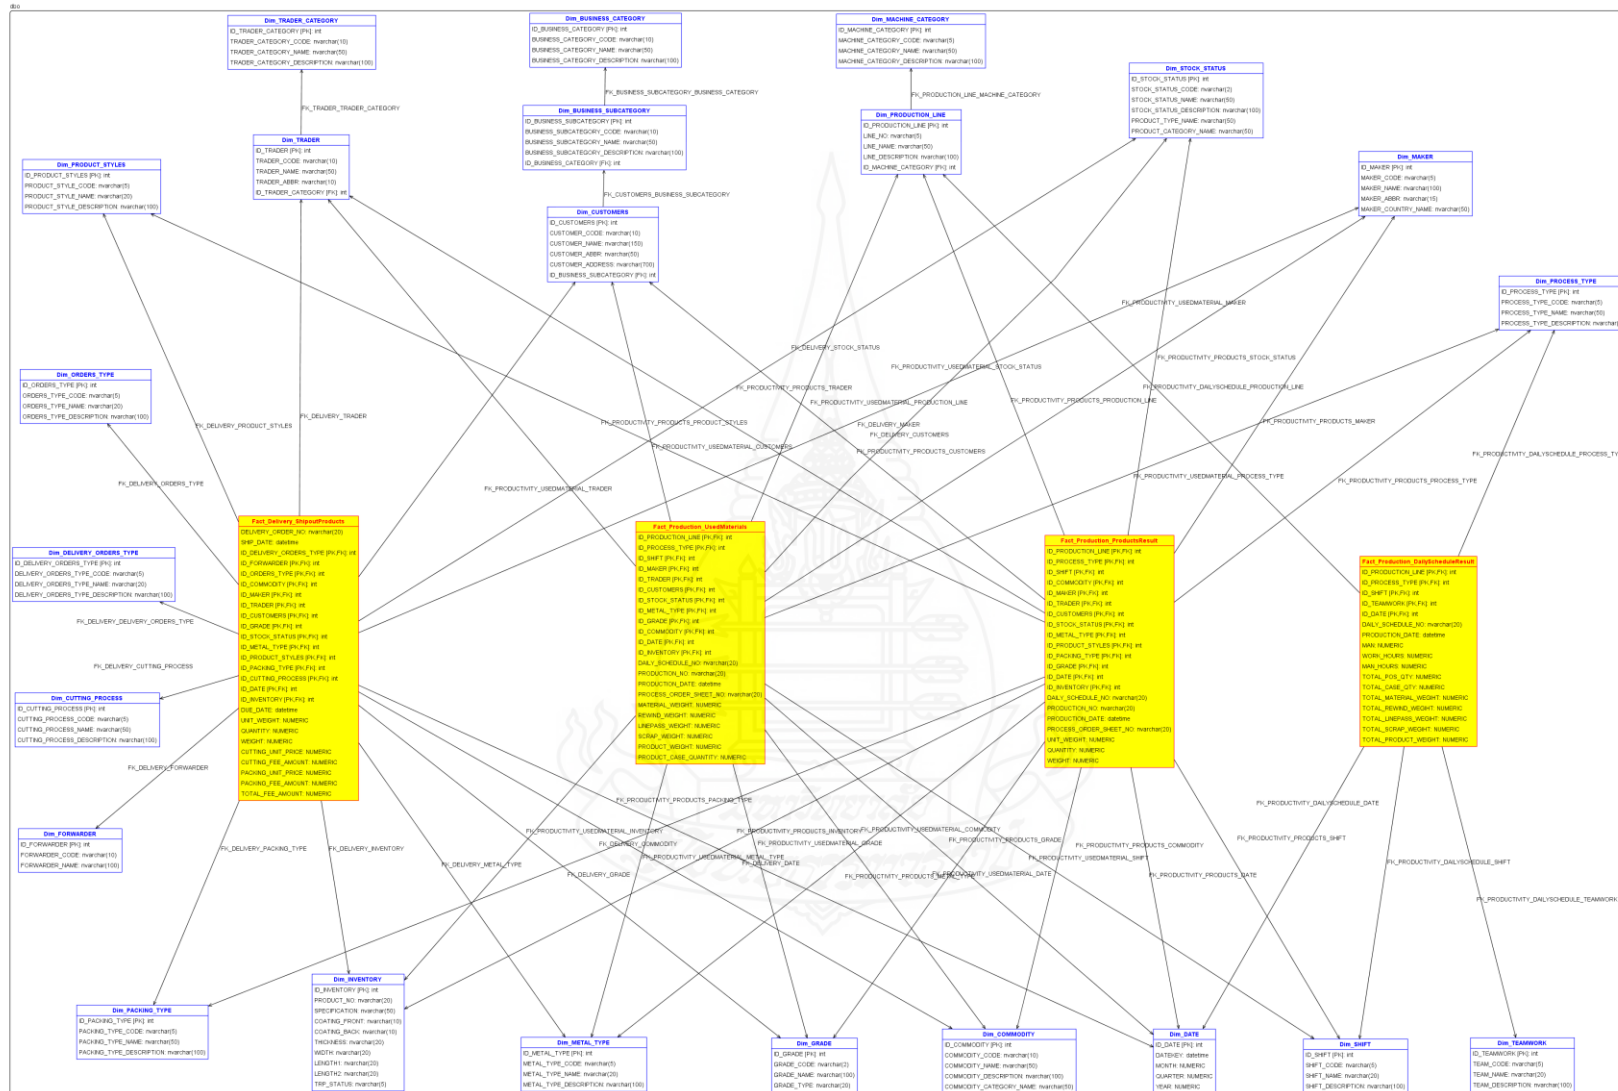 dbo
Dim_TRADER_CATEGORY
ID_TRADER_CATEGORY [PK]: int
TRADER_CATEGORY_CODE: nvarchar(10)
TRADER_CATEGORY_NAME: nvarchar(50)
TRADER_CATEGORY_DESCRIPTION: nvarchar(100)
Dim_BUSINESS_CATEGORY
ID_BUSINESS_CATEGORY [PK]: int
BUSINESS_CATEGORY_CODE: nvarchar(10)
BUSINESS_CATEGORY_NAME: nvarchar(50)
BUSINESS_CATEGORY_DESCRIPTION: nvarchar(100)
Dim_MACHINE_CATEGORY
ID_MACHINE_CATEGORY [PK]: int
MACHINE_CATEGORY_CODE: nvarchar(5)
MACHINE_CATEGORY_NAME: nvarchar(50)
MACHINE_CATEGORY_DESCRIPTION: nvarchar(100)
Dim_STOCK_STATUS
ID_STOCK_STATUS [PK]: int
STOCK_STATUS_CODE: nvarchar(2)
STOCK_STATUS_NAME: nvarchar(50)
STOCK_STATUS_DESCRIPTION: nvarchar(100)
PRODUCT_TYPE_NAME: nvarchar(50)
PRODUCT_CATEGORY_NAME: nvarchar(50)
FK_TRADER_TRADER_CATEGORY
FK_BUSINESS_SUBCATEGORY_BUSINESS_CATEGORY
FK_PRODUCTION_LINE_MACHINE_CATEGORY
Dim_BUSINESS_SUBCATEGORY
ID_BUSINESS_SUBCATEGORY [PK]: int
BUSINESS_SUBCATEGORY_CODE: nvarchar(10)
BUSINESS_SUBCATEGORY_NAME: nvarchar(50)
BUSINESS_SUBCATEGORY_DESCRIPTION: nvarchar(100)
ID_BUSINESS_CATEGORY [FK]: int
Dim_PRODUCTION_LINE
ID_PRODUCTION_LINE [PK]: int
LINE_NO: nvarchar(5)
LINE_NAME: nvarchar(50)
LINE_DESCRIPTION: nvarchar(100)
ID_MACHINE_CATEGORY [FK]: int
Dim_TRADER
ID_TRADER [PK]: int
TRADER_CODE: nvarchar(10)
TRADER_NAME: nvarchar(50)
TRADER_ABBR: nvarchar(10)
ID_TRADER_CATEGORY [FK]: int
Dim_PRODUCT_STYLES
ID_PRODUCT_STYLES [PK]: int
PRODUCT_STYLE_CODE: nvarchar(5)
PRODUCT_STYLE_NAME: nvarchar(20)
PRODUCT_STYLE_DESCRIPTION: nvarchar(100)
Dim_MAKER
ID_MAKER [PK]: int
MAKER_CODE: nvarchar(5)
MAKER_NAME: nvarchar(100)
MAKER_ABBR: nvarchar(15)
MAKER_COUNTRY_NAME: nvarchar(50)
FK_CUSTOMERS_BUSINESS_SUBCATEGORY
Dim_CUSTOMERS
ID_CUSTOMERS [PK]: int
CUSTOMER_CODE: nvarchar(10)
CUSTOMER_NAME: nvarchar(150)
CUSTOMER_ABBR: nvarchar(50)
CUSTOMER_ADDRESS: nvarchar(700)
ID_BUSINESS_SUBCATEGORY [FK]: int
Dim_PROCESS_TYPE
ID_PROCESS_TYPE [PK]: int
PROCESS_TYPE_CODE: nvarchar(5)
PROCESS_TYPE_NAME: nvarchar(50)
PROCESS_TYPE_DESCRIPTION: nvarchar(
FK_PRODUCTIVITY_USEDMATERIAL_MAKER
FK_DELIVERY_STOCK_STATUS
FK_PRODUCTIVITY_PRODUCTS_STOCK_STATUS
FK_PRODUCTIVITY_USEDMATERIAL_STOCK_STATUS
FK_PRODUCTIVITY_PRODUCTS_TRADER
FK_PRODUCTIVITY_DAILYSCHEDULE_PRODUCTION_LINE
FK_PRODUCTIVITY_USEDMATERIAL_PRODUCTION_LINE
FK_PRODUCTIVITY_PRODUCTS_PRODUCTION_LINE
Dim_ORDERS_TYPE
ID_ORDERS_TYPE [PK]: int
ORDERS_TYPE_CODE: nvarchar(5)
ORDERS_TYPE_NAME: nvarchar(20)
ORDERS_TYPE_DESCRIPTION: nvarchar(100)
FK_DELIVERY_TRADER
FK_DELIVERY_PRODUCT_STYLES
FK_PRODUCTIVITY_PRODUCTS_PRODUCT_STYLES
FK_DELIVERY_MAKER
FK_PRODUCTIVITY_PRODUCTS_MAKER
FK_DELIVERY_CUSTOMERS
FK_PRODUCTIVITY_USEDMATERIAL_CUSTOMERS
FK_PRODUCTIVITY_PRODUCTS_CUSTOMERS
FK_PRODUCTIVITY_DAILYSCHEDULE_PROCESS_TY
FK_PRODUCTIVITY_USEDMATERIAL_PROCESS_TYPE
FK_PRODUCTIVITY_PRODUCTS_PROCESS_TYPE
FK_DELIVERY_ORDERS_TYPE
FK_PRODUCTIVITY_USEDMATERIAL_TRADER
Fact_Delivery_ShipoutProducts
DELIVERY_ORDER_NO: nvarchar(20)
SHIP_DATE: datetime
ID_DELIVERY_ORDERS_TYPE [PK,FK]: int
ID_FORWARDER [PK,FK]: int
ID_ORDERS_TYPE [PK,FK]: int
ID_COMMODITY [PK,FK]: int
ID_MAKER [PK,FK]: int
ID_TRADER [PK,FK]: int
ID_CUSTOMERS [PK,FK]: int
ID_GRADE [PK,FK]: int
ID_STOCK_STATUS [PK,FK]: int
ID_METAL_TYPE [PK,FK]: int
ID_PRODUCT_STYLES [PK,FK]: int
ID_PACKING_TYPE [PK,FK]: int
ID_CUTTING_PROCESS [PK,FK]: int
ID_DATE [PK,FK]: int
ID_INVENTORY [PK,FK]: int
DUE_DATE: datetime
UNIT_WEIGHT: NUMERIC
QUANTITY: NUMERIC
WEIGHT: NUMERIC
CUTTING_UNIT_PRICE: NUMERIC
CUTTING_FEE_AMOUNT: NUMERIC
PACKING_UNIT_PRICE: NUMERIC
PACKING_FEE_AMOUNT: NUMERIC
TOTAL_FEE_AMOUNT: NUMERIC
Fact_Production_UsedMaterials
ID_PRODUCTION_LINE [PK,FK]: int
ID_PROCESS_TYPE [PK,FK]: int
ID_SHIFT [PK,FK]: int
ID_MAKER [PK,FK]: int
ID_TRADER [PK,FK]: int
ID_CUSTOMERS [PK,FK]: int
ID_STOCK_STATUS [PK,FK]: int
ID_METAL_TYPE [PK,FK]: int
ID_GRADE [PK,FK]: int
ID_COMMODITY [PK,FK]: int
ID_DATE [PK,FK]: int
ID_INVENTORY [PK,FK]: int
DAILY_SCHEDULE_NO: nvarchar(20)
PRODUCTION_NO: nvarchar(20)
PRODUCTION_DATE: datetime
PROCESS_ORDER_SHEET_NO: nvarchar(20)
MATERIAL_WEIGHT: NUMERIC
REWIND_WEIGHT: NUMERIC
LINEPASS_WEIGHT: NUMERIC
SCRAP_WEIGHT: NUMERIC
PRODUCT_WEIGHT: NUMERIC
PRODUCT_CASE_QUANTITY: NUMERIC
Fact_Production_ProductsResult
ID_PRODUCTION_LINE [PK,FK]: int
ID_PROCESS_TYPE [PK,FK]: int
ID_SHIFT [PK,FK]: int
ID_COMMODITY [PK,FK]: int
ID_MAKER [PK,FK]: int
ID_TRADER [PK,FK]: int
ID_CUSTOMERS [PK,FK]: int
ID_STOCK_STATUS [PK,FK]: int
ID_METAL_TYPE [PK,FK]: int
ID_PRODUCT_STYLES [PK,FK]: int
ID_PACKING_TYPE [PK,FK]: int
ID_GRADE [PK,FK]: int
ID_DATE [PK,FK]: int
ID_INVENTORY [PK,FK]: int
DAILY_SCHEDULE_NO: nvarchar(20)
PRODUCTION_NO: nvarchar(20)
PRODUCTION_DATE: datetime
PROCESS_ORDER_SHEET_NO: nvarchar(20)
UNIT_WEIGHT: NUMERIC
QUANTITY: NUMERIC
WEIGHT: NUMERIC
Fact_Production_DailyScheduleResult
ID_PRODUCTION_LINE [PK,FK]: int
ID_PROCESS_TYPE [PK,FK]: int
ID_SHIFT [PK,FK]: int
ID_TEAMWORK [PK,FK]: int
ID_DATE [PK,FK]: int
DAILY_SCHEDULE_NO: nvarchar(20)
PRODUCTION_DATE: datetime
MAN: NUMERIC
WORK_HOURS: NUMERIC
MAN_HOURS: NUMERIC
TOTAL_POS_QTY: NUMERIC
TOTAL_CASE_QTY: NUMERIC
TOTAL_MATERIAL_WEIGHT: NUMERIC
TOTAL_REWIND_WEIGHT: NUMERIC
TOTAL_LINEPASS_WEIGHT: NUMERIC
TOTAL_SCRAP_WEIGHT: NUMERIC
TOTAL_PRODUCT_WEIGHT: NUMERIC
Dim_DELIVERY_ORDERS_TYPE
ID_DELIVERY_ORDERS_TYPE [PK]: int
DELIVERY_ORDERS_TYPE_CODE: nvarchar(5)
DELIVERY_ORDERS_TYPE_NAME: nvarchar(20)
DELIVERY_ORDERS_TYPE_DESCRIPTION: nvarchar(100)
FK_DELIVERY_DELIVERY_ORDERS_TYPE
FK_DELIVERY_CUTTING_PROCESS
Dim_CUTTING_PROCESS
ID_CUTTING_PROCESS [PK]: int
CUTTING_PROCESS_CODE: nvarchar(5)
CUTTING_PROCESS_NAME: nvarchar(50)
CUTTING_PROCESS_DESCRIPTION: nvarchar(100)
FK_DELIVERY_FORWARDER
Dim_FORWARDER
ID_FORWARDER [PK]: int
FORWARDER_CODE: nvarchar(10)
FORWARDER_NAME: nvarchar(100)
FK_PRODUCTIVITY_PRODUCTS_PACKING_TYPE
FK_PRODUCTIVITY_DAILYSCHEDULE_DATE
FK_PRODUCTIVITY_USEDMATERIAL_INVENTORY
FK_PRODUCTIVITY_PRODUCTS_INVENTORY
FK_PRODUCTIVITY_USEDMATERIAL_COMMODITY
FK_PRODUCTIVITY_PRODUCTS_SHIFT
FK_DELIVERY_COMMODITY
FK_PRODUCTIVITY_USEDMATERIAL_GRADE
FK_PRODUCTIVITY_PRODUCTS_GRADE
FK_PRODUCTIVITY_PRODUCTS_COMMODITY
FK_DELIVERY_PACKING_TYPE
FK_DELIVERY_INVENTORY
FK_DELIVERY_METAL_TYPE
FK_PRODUCTIVITY_USEDMATERIAL_METAL_TYPE
FK_DELIVERY_DATE
FK_PRODUCTIVITY_USEDMATERIAL_SHIFT
FK_PRODUCTIVITY_DAILYSCHEDULE_SHIFT
FK_DELIVERY_GRADE
FK_PRODUCTIVITY_PRODUCTS_METAL_TYPE
FK_PRODUCTIVITY_USEDMATERIAL_DATE
FK_PRODUCTIVITY_PRODUCTS_DATE
FK_PRODUCTIVITY_DAILYSCHEDULE_TEAMWORK
Dim_PACKING_TYPE
ID_PACKING_TYPE [PK]: int
PACKING_TYPE_CODE: nvarchar(5)
PACKING_TYPE_NAME: nvarchar(50)
PACKING_TYPE_DESCRIPTION: nvarchar(100)
Dim_INVENTORY
ID_INVENTORY [PK]: int
PRODUCT_NO: nvarchar(20)
SPECIFICATION: nvarchar(50)
COATING_FRONT: nvarchar(10)
COATING_BACK: nvarchar(10)
THICKNESS: nvarchar(20)
WIDTH: nvarchar(20)
LENGTH1: nvarchar(20)
LENGTH2: nvarchar(20)
TRP_STATUS: nvarchar(5)
Dim_METAL_TYPE
ID_METAL_TYPE [PK]: int
METAL_TYPE_CODE: nvarchar(5)
METAL_TYPE_NAME: nvarchar(20)
METAL_TYPE_DESCRIPTION: nvarchar(100)
Dim_GRADE
ID_GRADE [PK]: int
GRADE_CODE: nvarchar(2)
GRADE_NAME: nvarchar(100)
GRADE_TYPE: nvarchar(20)
Dim_COMMODITY
ID_COMMODITY [PK]: int
COMMODITY_CODE: nvarchar(10)
COMMODITY_NAME: nvarchar(50)
COMMODITY_DESCRIPTION: nvarchar(100)
COMMODITY_CATEGORY_NAME: nvarchar(50)
Dim_DATE
ID_DATE [PK]: int
DATEKEY: datetime
MONTH: NUMERIC
QUARTER: NUMERIC
YEAR: NUMERIC
Dim_SHIFT
ID_SHIFT [PK]: int
SHIFT_CODE: nvarchar(5)
SHIFT_NAME: nvarchar(20)
SHIFT_DESCRIPTION: nvarchar(100)
Dim_TEAMWORK
ID_TEAMWORK [PK]: int
TEAM_CODE: nvarchar(5)
TEAM_NAME: nvarchar(20)
TEAM_DESCRIPTION: nvarchar(100)